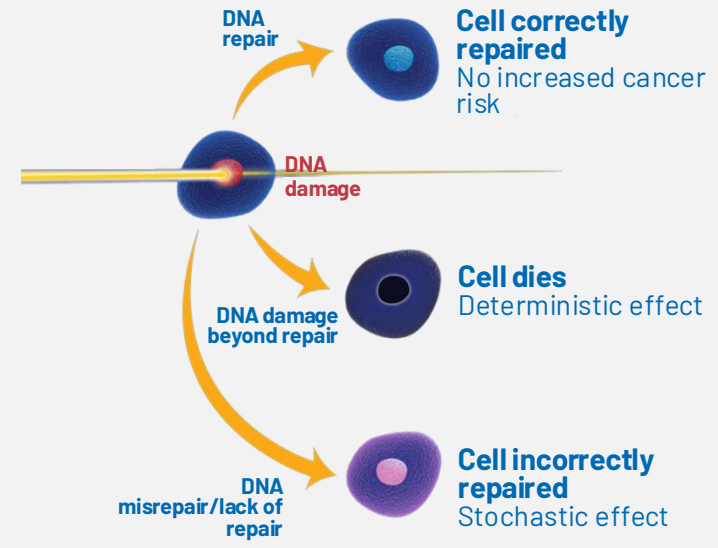 DNA
repair
Cell correctly
repaired
No increased cancer
risk
DNA
damage
Cell dies
Deterministic effect
DNA damage
beyond repair
Cell incorrectly
repaired
Stochastic effect
DNA
misrepair/lack of
repair